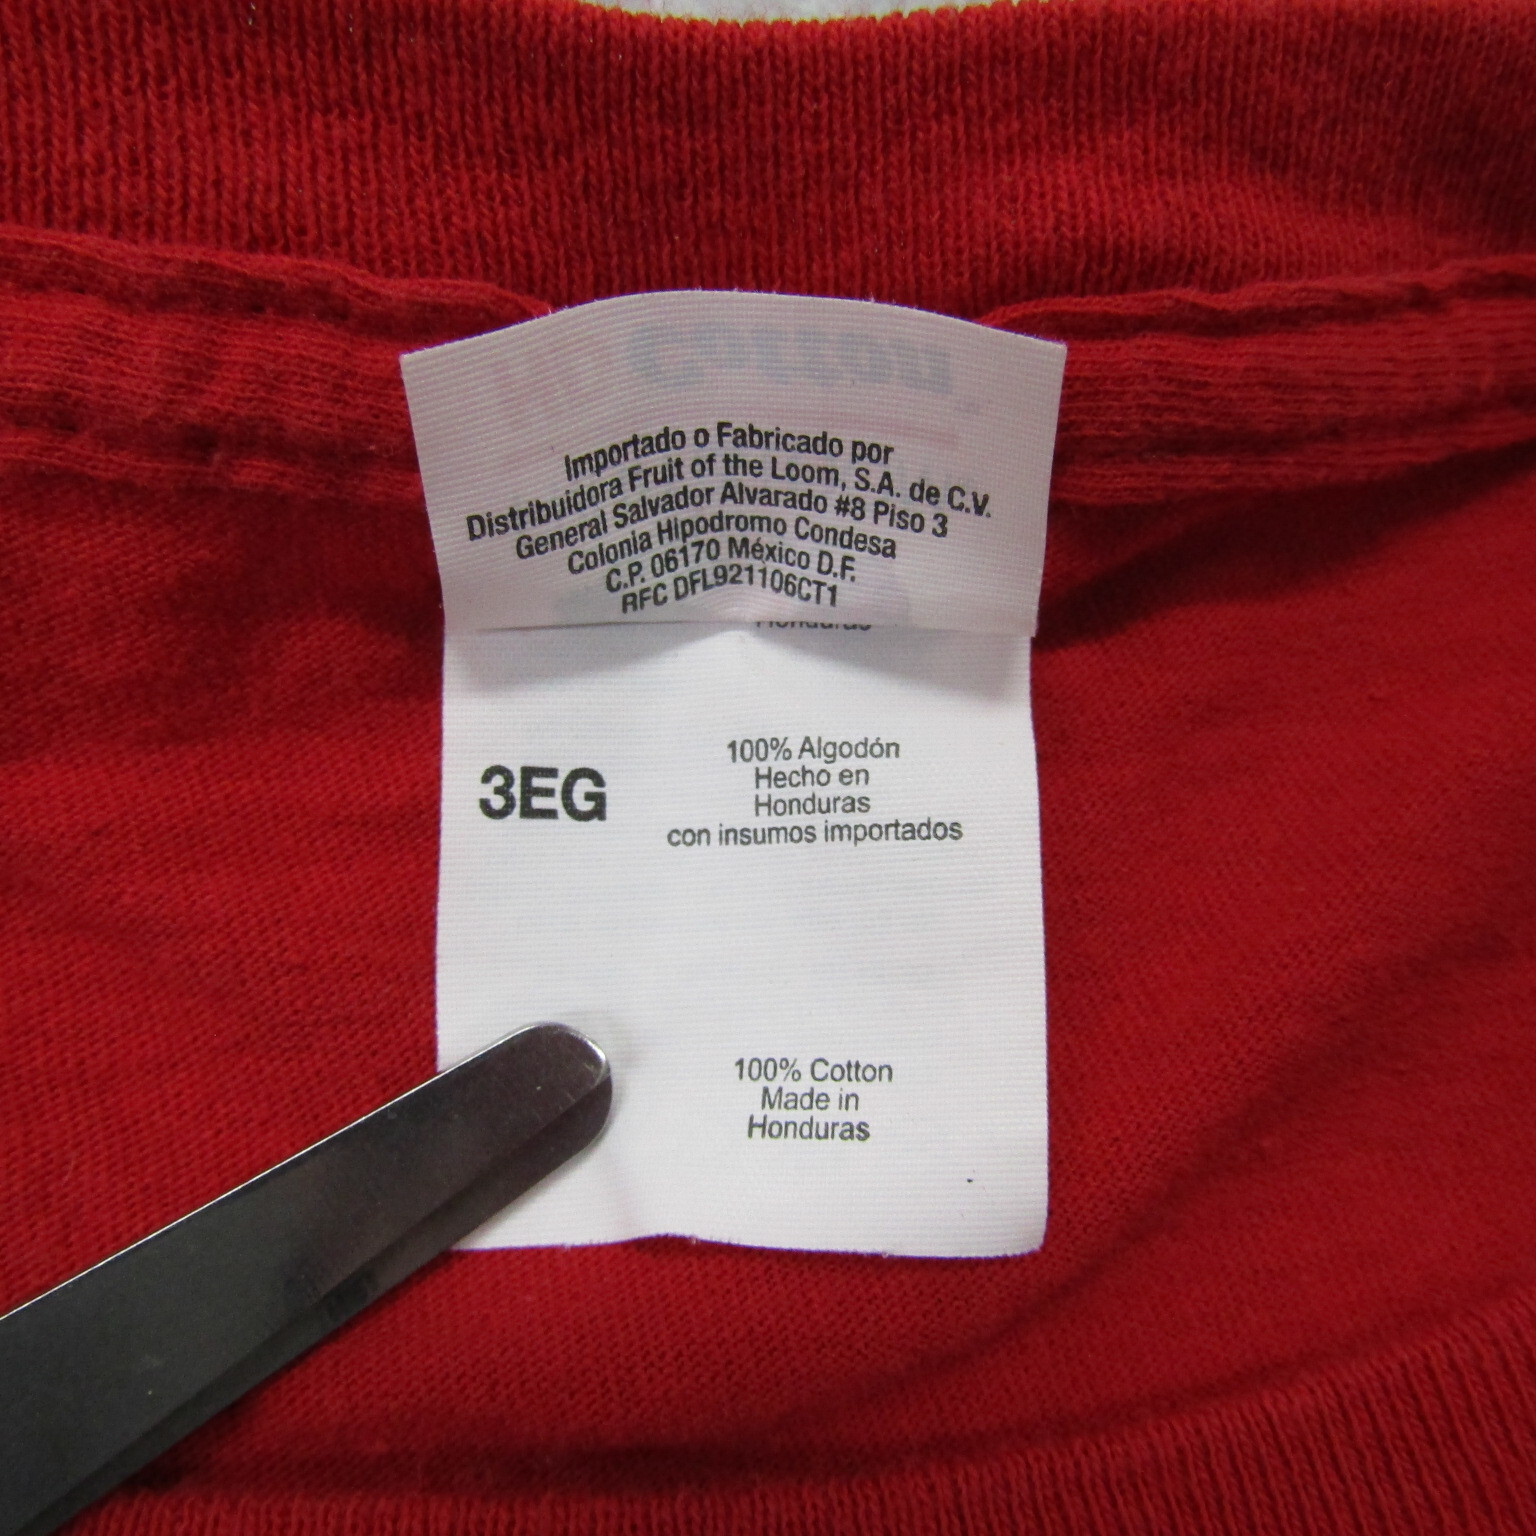 Importado o Fabricado por
Distribuidora Fruit of the Loom, S.A. de C.V.
General Salvador Alvarado #8 Piso 3
Colonia Hipodromo Condesa
C.P. 06170 México D.F.
RFC DFL921106CT1
Honduras
3EG
100% Algodón
Hecho en
Honduras
con insumos importados
100% Cotton
Made in
Honduras